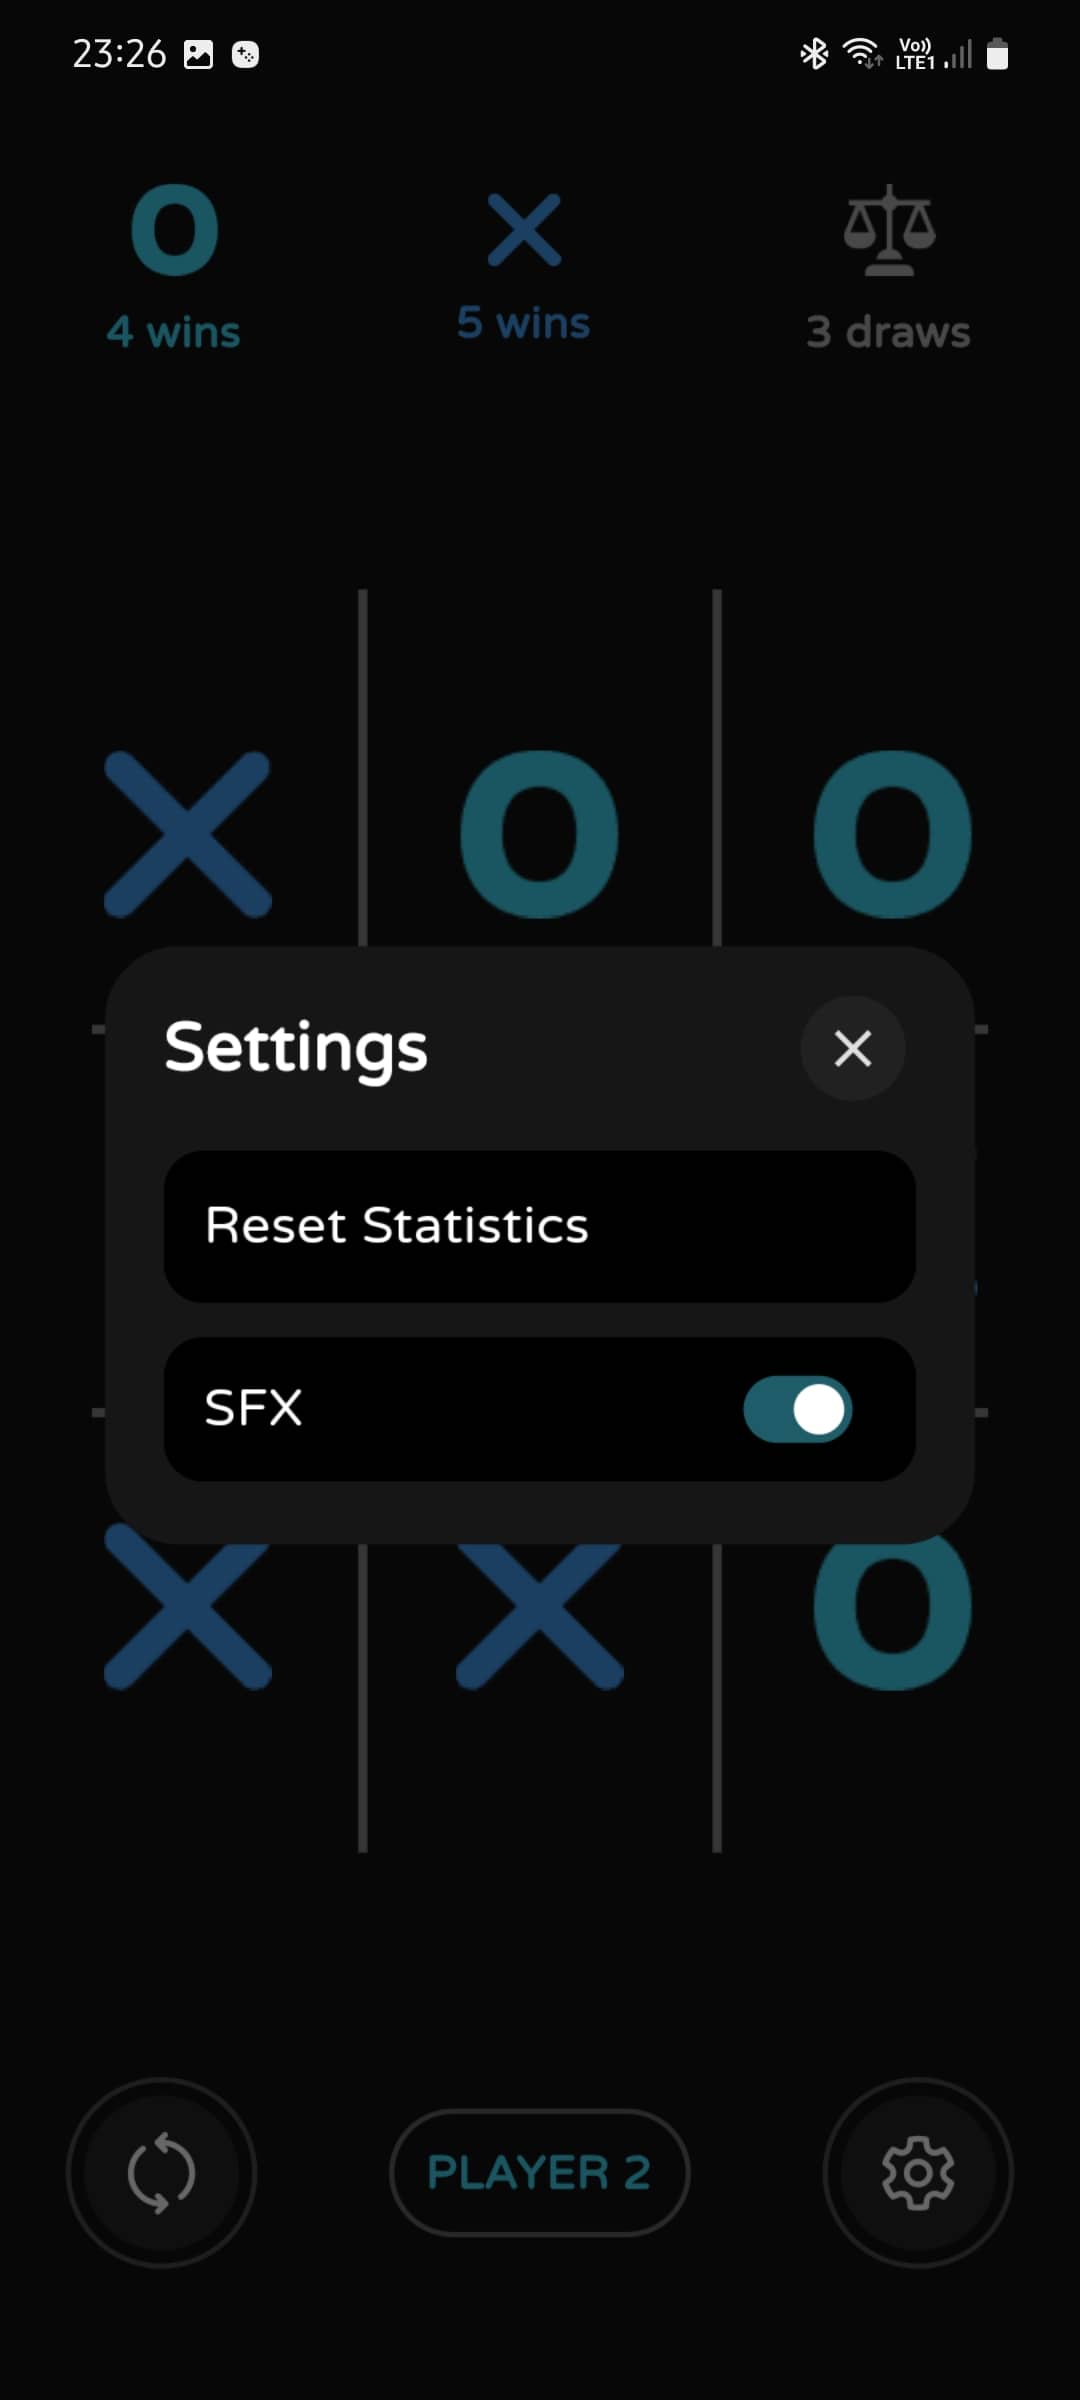 23:26 Vo)) LTE1
O X
4 wins 5 wins 3 draws
X O O
Settings
Reset Statistics
SFX
X X O
PLAYER 2